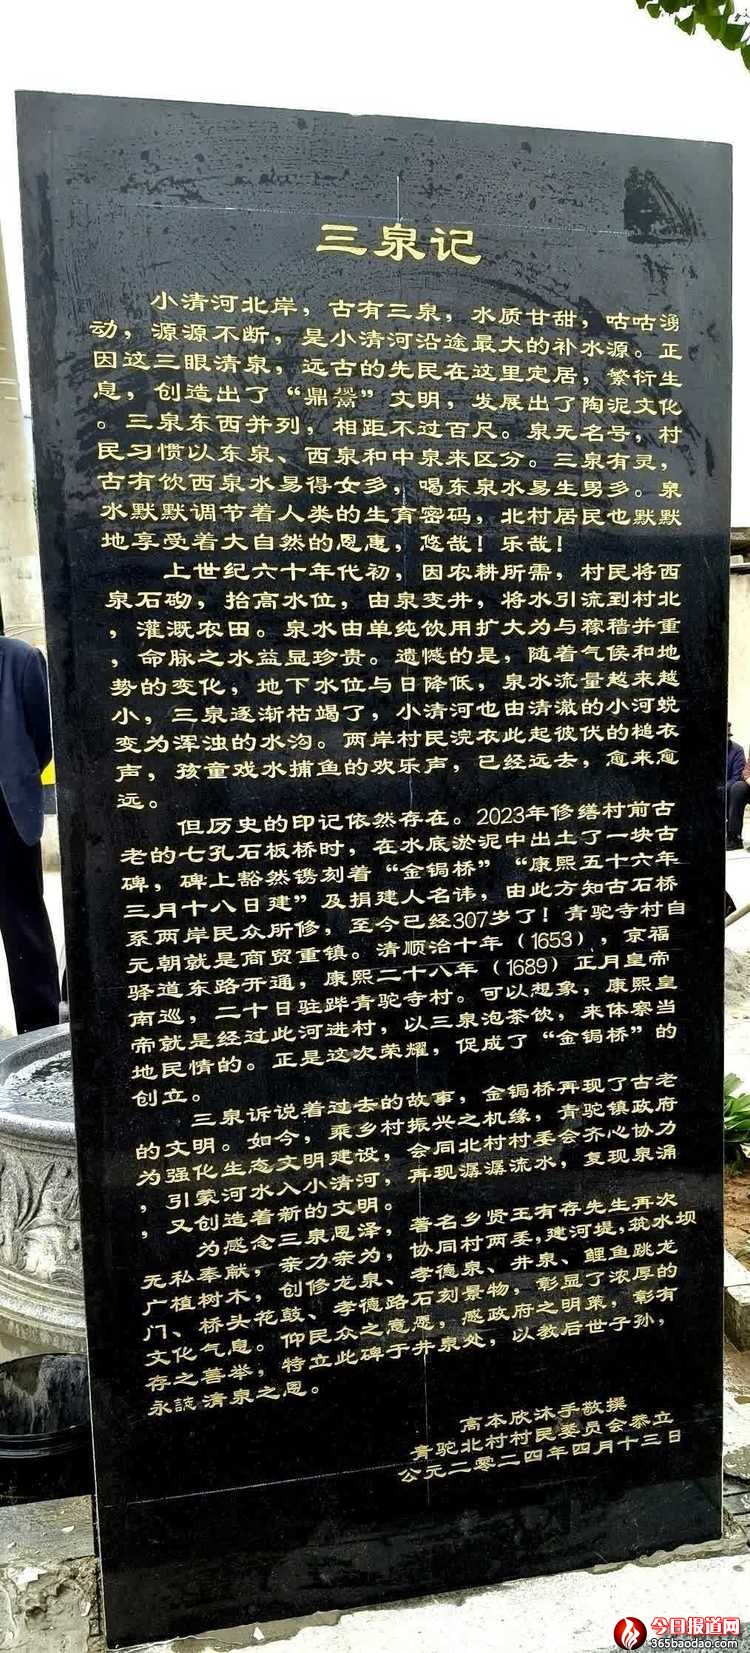 三泉记
小清河北岸，古有三泉，水质甘甜，咕咕湧
动，源源不断，是小清河沿途最大的补水源。正
因这三眼清泉，远古的先民在这里定居，繁衍生
息，创造出了“鼎鬶”文明，发展出了陶泥文化
。三泉东西并列，相距不过百尺。泉无名号，村
民习惯以东泉、西泉和中泉来区分。三泉有灵，
古有饮西泉水易得女多，喝东泉水易生男多。泉
水默默调节着人类的生育密码，北村居民也默默
地享受着大自然的恩惠，悠哉！乐哉！
上世纪六十年代初，因农耕所需，村民将西
泉石砌，抬高水位，由泉变井，将水引流到村北
，灌溉农田。泉水由单纯饮用扩大为与稼穑并重
，命脉之水益显珍贵。遗憾的是，随着气候和地
势的变化，地下水位与日降低，泉水流量越来越
小，三泉逐渐枯竭了，小清河也由清澈的小河蜕
变为浑浊的水沟。两岸村民浣衣此起彼伏的槌衣
声，孩童戏水捕鱼的欢乐声，已经远去，愈来愈
远。
但历史的印记依然存在。2023年修缮村前古
老的七孔石板桥时，在水底淤泥中出土了一块古
碑，碑上豁然镌刻着“金锔桥”“康熙五十六年
三月十八日建”及捐建人名讳，由此方知古石桥
系两岸民众所修，至今已经307岁了！青驼寺村自
元朝就是商贸重镇。清顺治十年（1653），京福
驿道东路开通，康熙二十八年（1689）正月皇帝
南巡，二十日驻跸青驼寺村。可以想象，康熙皇
帝就是经过此河进村，以三泉泡茶饮，来体察当
地民情的。正是这次荣耀，促成了“金锔桥”的
创立。
三泉诉说着过去的故事，金锔桥再现了古老
的文明。如今，乘乡村振兴之机缘，青驼镇政府
为强化生态文明建设，会同北村村委会齐心协力
，引蒙河水入小清河，再现潺潺流水，复现泉涌
，又创造着新的文明。
为感念三泉恩泽，著名乡贤王有存先生再次
无私奉献，亲力亲为，协同村两委，建河堤，筑水坝
广植树木，创修龙泉、孝德泉、井泉、鲤鱼跳龙
门、桥头花鼓、孝德路石刻景物，彰显了浓厚的
文化气息。仰民众之意愿，感政府之明策，彰有
存之善举，特立此碑于井泉处，以教后世子孙，
永誌清泉之恩。
高本欣沐手敬撰
青驼北村村民委员会恭立
公元二零二四年四月十三日
今日报道网
365baodao.com